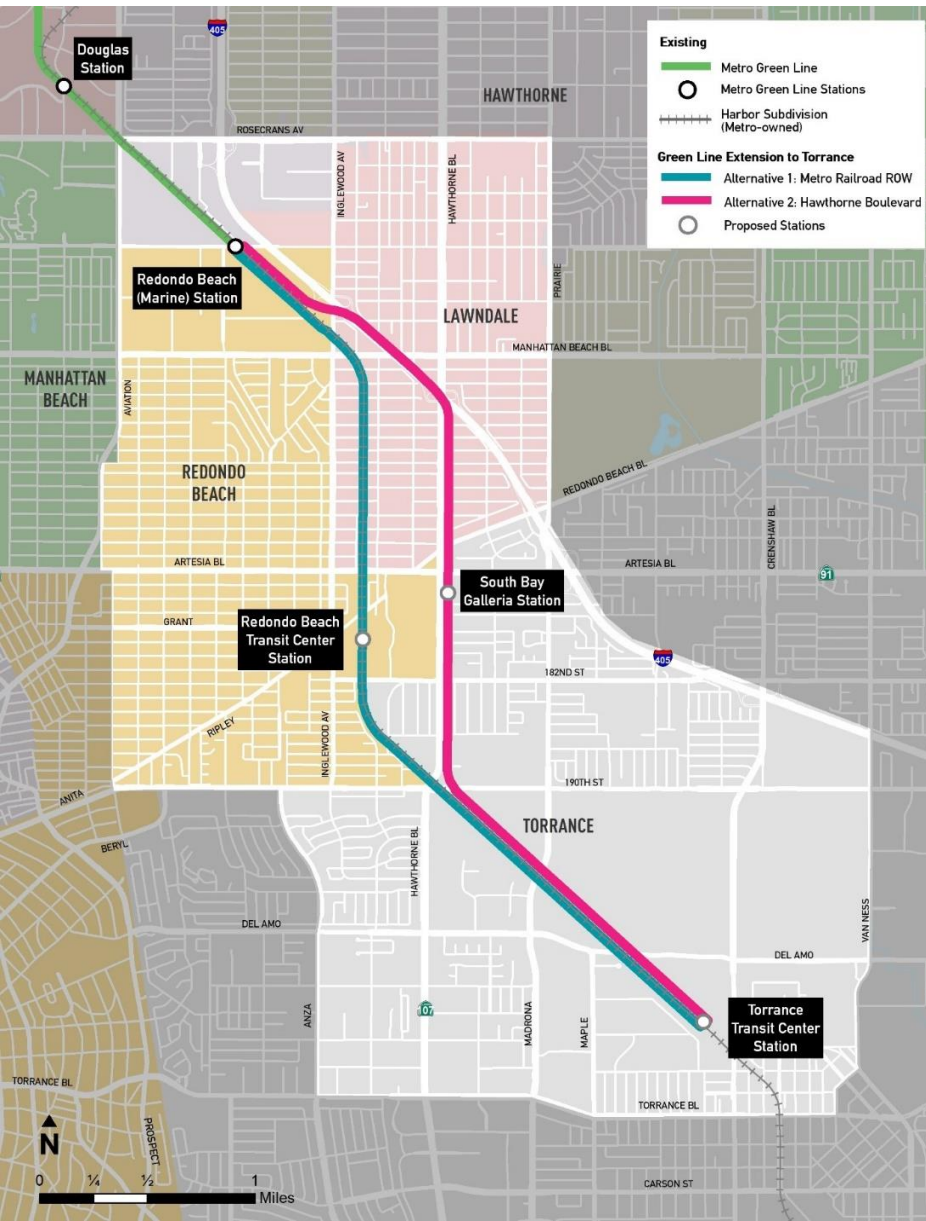 Existing
Metro Green Line
Metro Green Line Stations
Harbor Subdivision
(Metro-owned)
Green Line Extension to Torrance
Alternative 1: Metro Railroad ROW
Alternative 2: Hawthorne Boulevard
Proposed Stations
405
Douglas
Station
HAWTHORNE
ROSECRANS AV
INGLEWOOD AV
HAWTHORNE BL
Redondo Beach
(Marine) Station
PRAIRIE
LAWNDALE
MANHATTAN BEACH BL
MANHATTAN
BEACH
AVIATION
REDONDO
BEACH
REDONDO BEACH BL
CRENSHAW BL
ARTESIA BL
ARTESIA BL
91
South Bay
Galleria Station
GRANT
Redondo Beach
Transit Center
Station
405
182ND ST
RIPLEY
INGLEWOOD AV
190TH ST
ANITA
TORRANCE
BERYL
HAWTHORNE BL
DEL AMO
VAN NESS
DEL AMO
ANZA
107
MADRONA
MAPLE
Torrance
Transit Center
Station
TORRANCE BL
TORRANCE BL
PROSPECT
N
0 ¼ ½ 1
Miles
CARSON ST